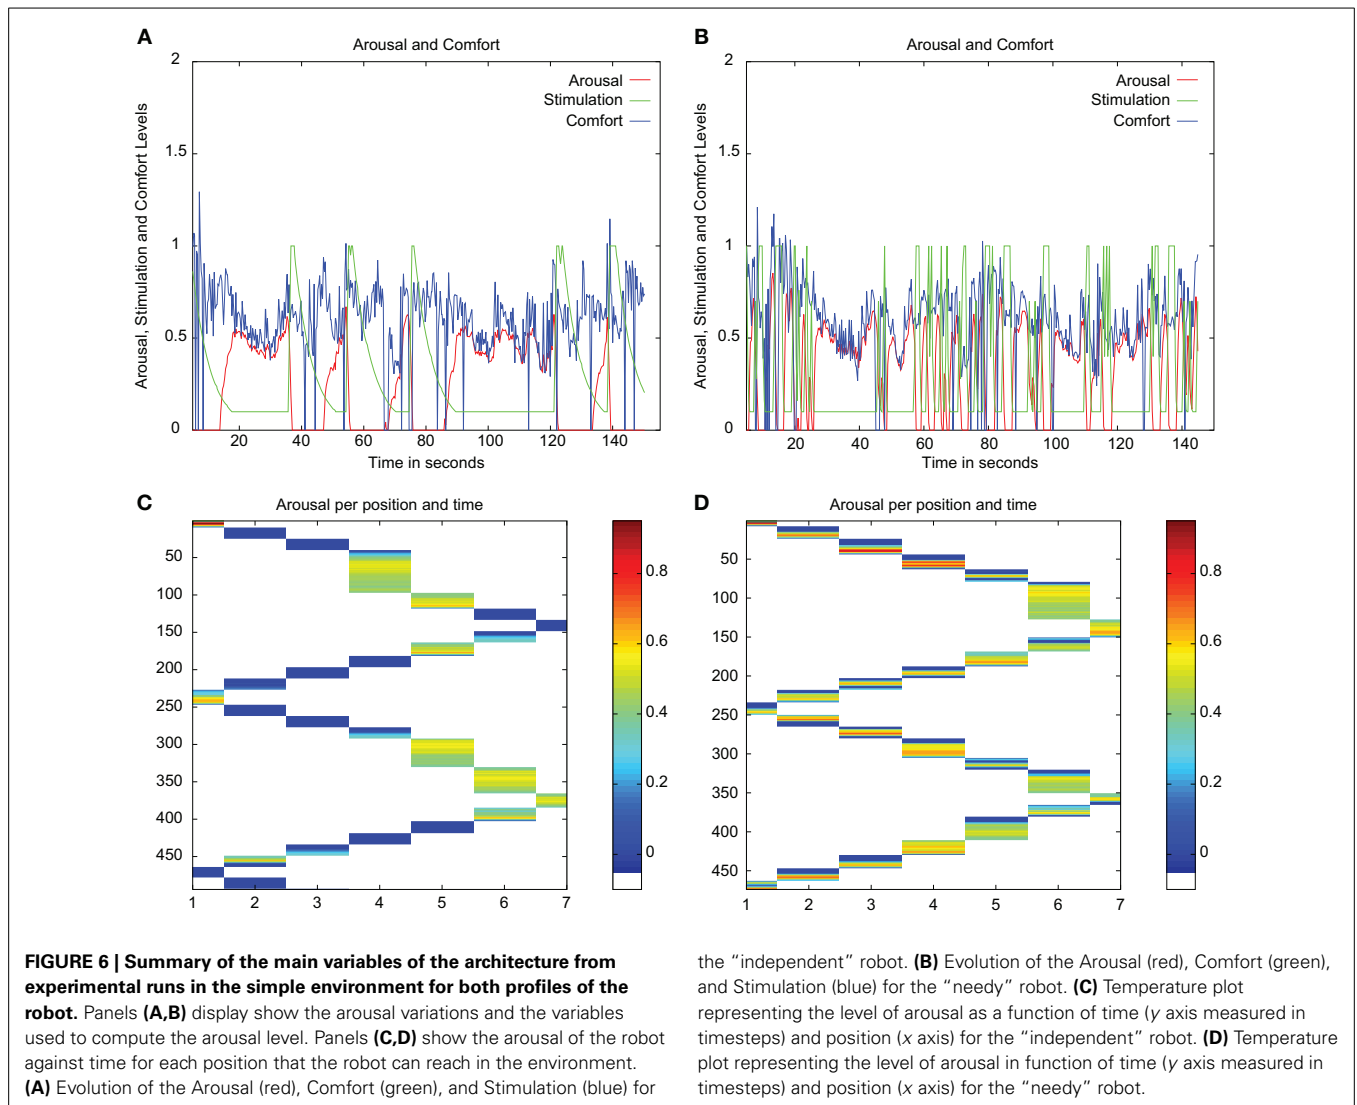 A
Arousal and Comfort
2
1.5
1
0.5
0
Arousal, Stimulation and Comfort Levels
Arousal
Stimulation
Comfort
20 40 60 80 100 120 140
Time in seconds
B
Arousal and Comfort
2
1.5
1
0.5
0
Arousal, Stimulation and Comfort Levels
Arousal
Stimulation
Comfort
20 40 60 80 100 120 140
Time in seconds
C
Arousal per position and time
50
100
150
200
250
300
350
400
450
1 2 3 4 5 6 7
0.8
0.6
0.4
0.2
0
D
Arousal per position and time
50
100
150
200
250
300
350
400
450
1 2 3 4 5 6 7
0.8
0.6
0.4
0.2
0
FIGURE 6 | Summary of the main variables of the architecture from
experimental runs in the simple environment for both profiles of the
robot. Panels (A,B) display show the arousal variations and the variables
used to compute the arousal level. Panels (C,D) show the arousal of the robot
against time for each position that the robot can reach in the environment.
(A) Evolution of the Arousal (red), Comfort (green), and Stimulation (blue) for
the “independent” robot. (B) Evolution of the Arousal (red), Comfort (green),
and Stimulation (blue) for the “needy” robot. (C) Temperature plot
representing the level of arousal as a function of time (y axis measured in
timesteps) and position (x axis) for the “independent” robot. (D) Temperature
plot representing the level of arousal in function of time (y axis measured in
timesteps) and position (x axis) for the “needy” robot.